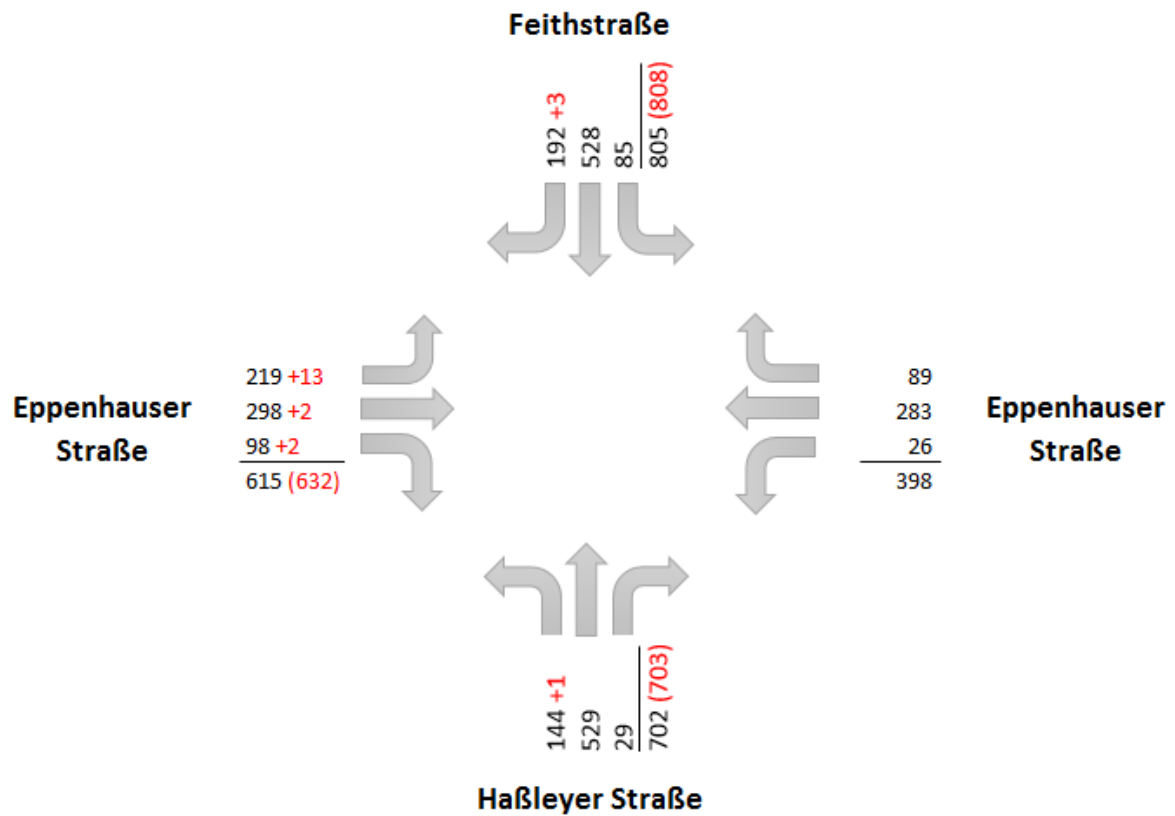 Feithstraße
192 +3
528
85
805 (808)
219 +13
298 +2
98 +2
615 (632)
Eppenhauser
Straße
89
283
26
398
Eppenhauser
Straße
144 +1
529
29
702 (703)
Haßleyer Straße